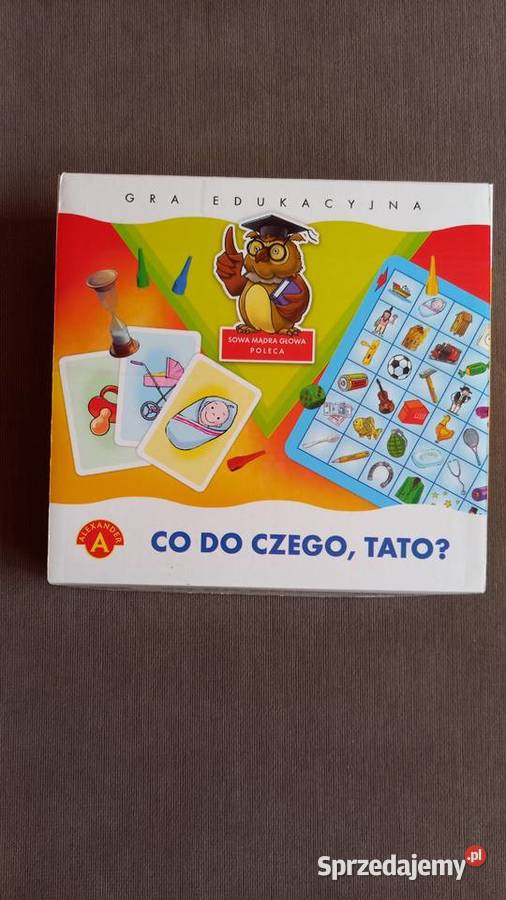 GRA EDUKACYJNA
SOWA MĄDRA GŁOWA
POLECA
ALEXANDER
A
CO DO CZEGO, TATO?
Sprzedajemy.pl